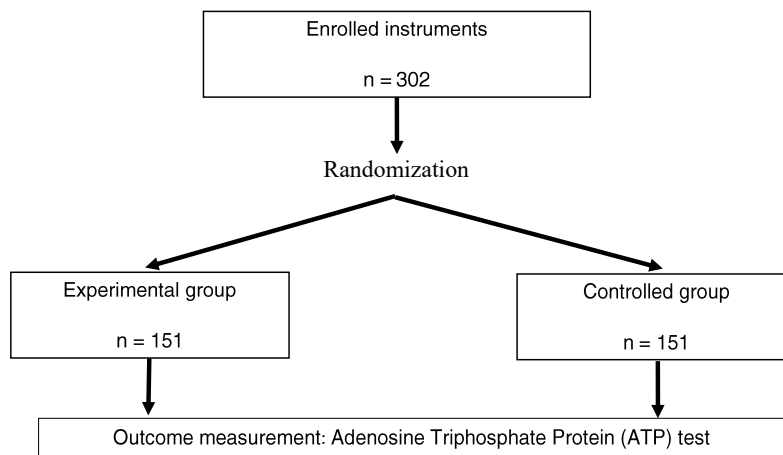 Enrolled instruments
n = 302
Randomization
Experimental group
n = 151
Controlled group
n = 151
Outcome measurement: Adenosine Triphosphate Protein (ATP) test